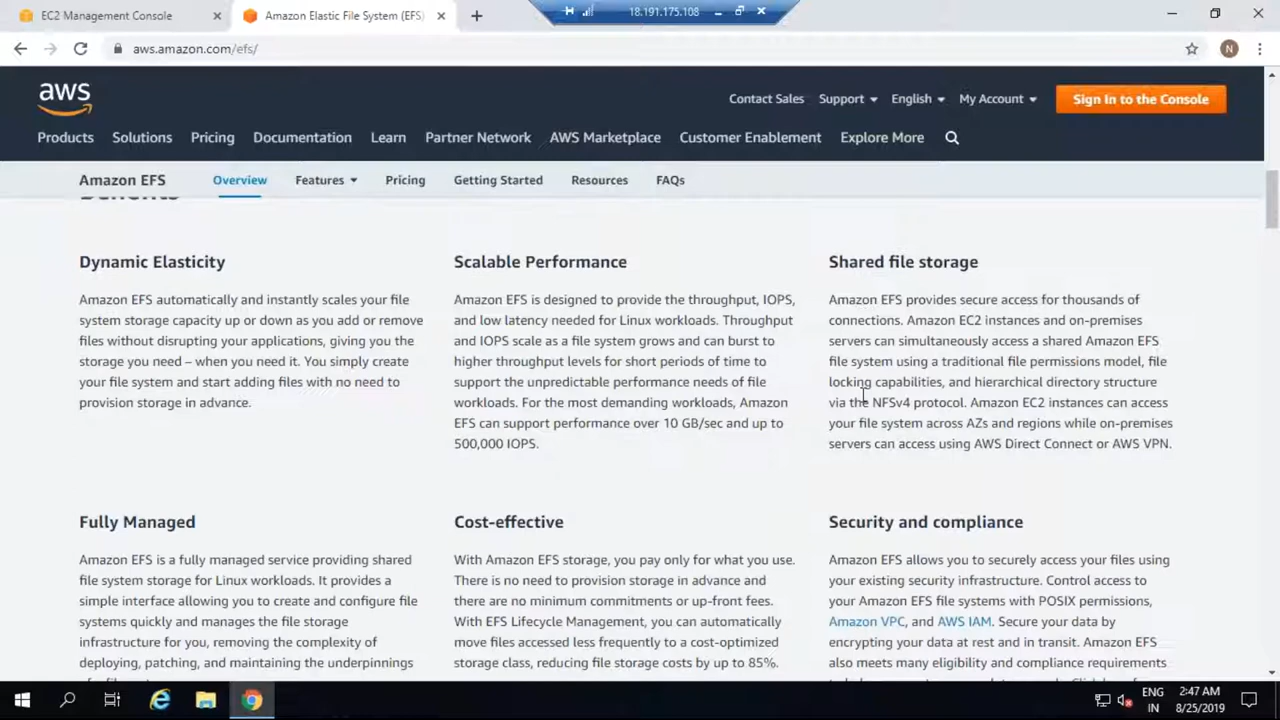 EC2 Management Console
Amazon Elastic File System (EFS)
18.191.175.108
aws.amazon.com/efs/
N
aws
Contact Sales Support English My Account Sign In to the Console
Products Solutions Pricing Documentation Learn Partner Network AWS Marketplace Customer Enablement Explore More
Amazon EFS Overview Features Pricing Getting Started Resources FAQs
Benefits
Dynamic Elasticity
Amazon EFS automatically and instantly scales your file
system storage capacity up or down as you add or remove
files without disrupting your applications, giving you the
storage you need – when you need it. You simply create
your file system and start adding files with no need to
provision storage in advance.
Scalable Performance
Amazon EFS is designed to provide the throughput, IOPS,
and low latency needed for Linux workloads. Throughput
and IOPS scale as a file system grows and can burst to
higher throughput levels for short periods of time to
support the unpredictable performance needs of file
workloads. For the most demanding workloads, Amazon
EFS can support performance over 10 GB/sec and up to
500,000 IOPS.
Shared file storage
Amazon EFS provides secure access for thousands of
connections. Amazon EC2 instances and on-premises
servers can simultaneously access a shared Amazon EFS
file system using a traditional file permissions model, file
locking capabilities, and hierarchical directory structure
via the NFSv4 protocol. Amazon EC2 instances can access
your file system across AZs and regions while on-premises
servers can access using AWS Direct Connect or AWS VPN.
Fully Managed
Amazon EFS is a fully managed service providing shared
file system storage for Linux workloads. It provides a
simple interface allowing you to create and configure file
systems quickly and manages the file storage
infrastructure for you, removing the complexity of
deploying, patching, and maintaining the underpinnings
Cost-effective
With Amazon EFS storage, you pay only for what you use.
There is no need to provision storage in advance and
there are no minimum commitments or up-front fees.
With EFS Lifecycle Management, you can automatically
move files accessed less frequently to a cost-optimized
storage class, reducing file storage costs by up to 85%.
Security and compliance
Amazon EFS allows you to securely access your files using
your existing security infrastructure. Control access to
your Amazon EFS file systems with POSIX permissions,
Amazon VPC, and AWS IAM. Secure your data by
encrypting your data at rest and in transit. Amazon EFS
also meets many eligibility and compliance requirements
ENG
IN
2:47 AM
8/25/2019